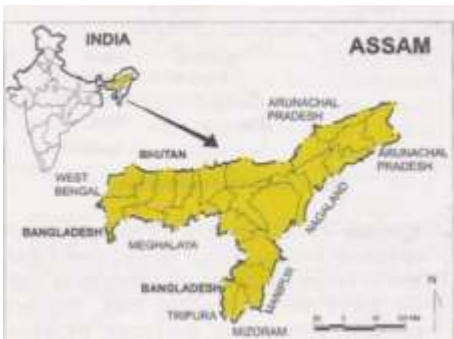 INDIA
ASSAM
ARUNACHAL
PRADESH
BHUTAN
ARUNACHAL
PRADESH
WEST
BENGAL
NAGALAND
BANGLADESH
MEGHALAYA
BANGLADESH
MANIPUR
TRIPURA
MIZORAM
N